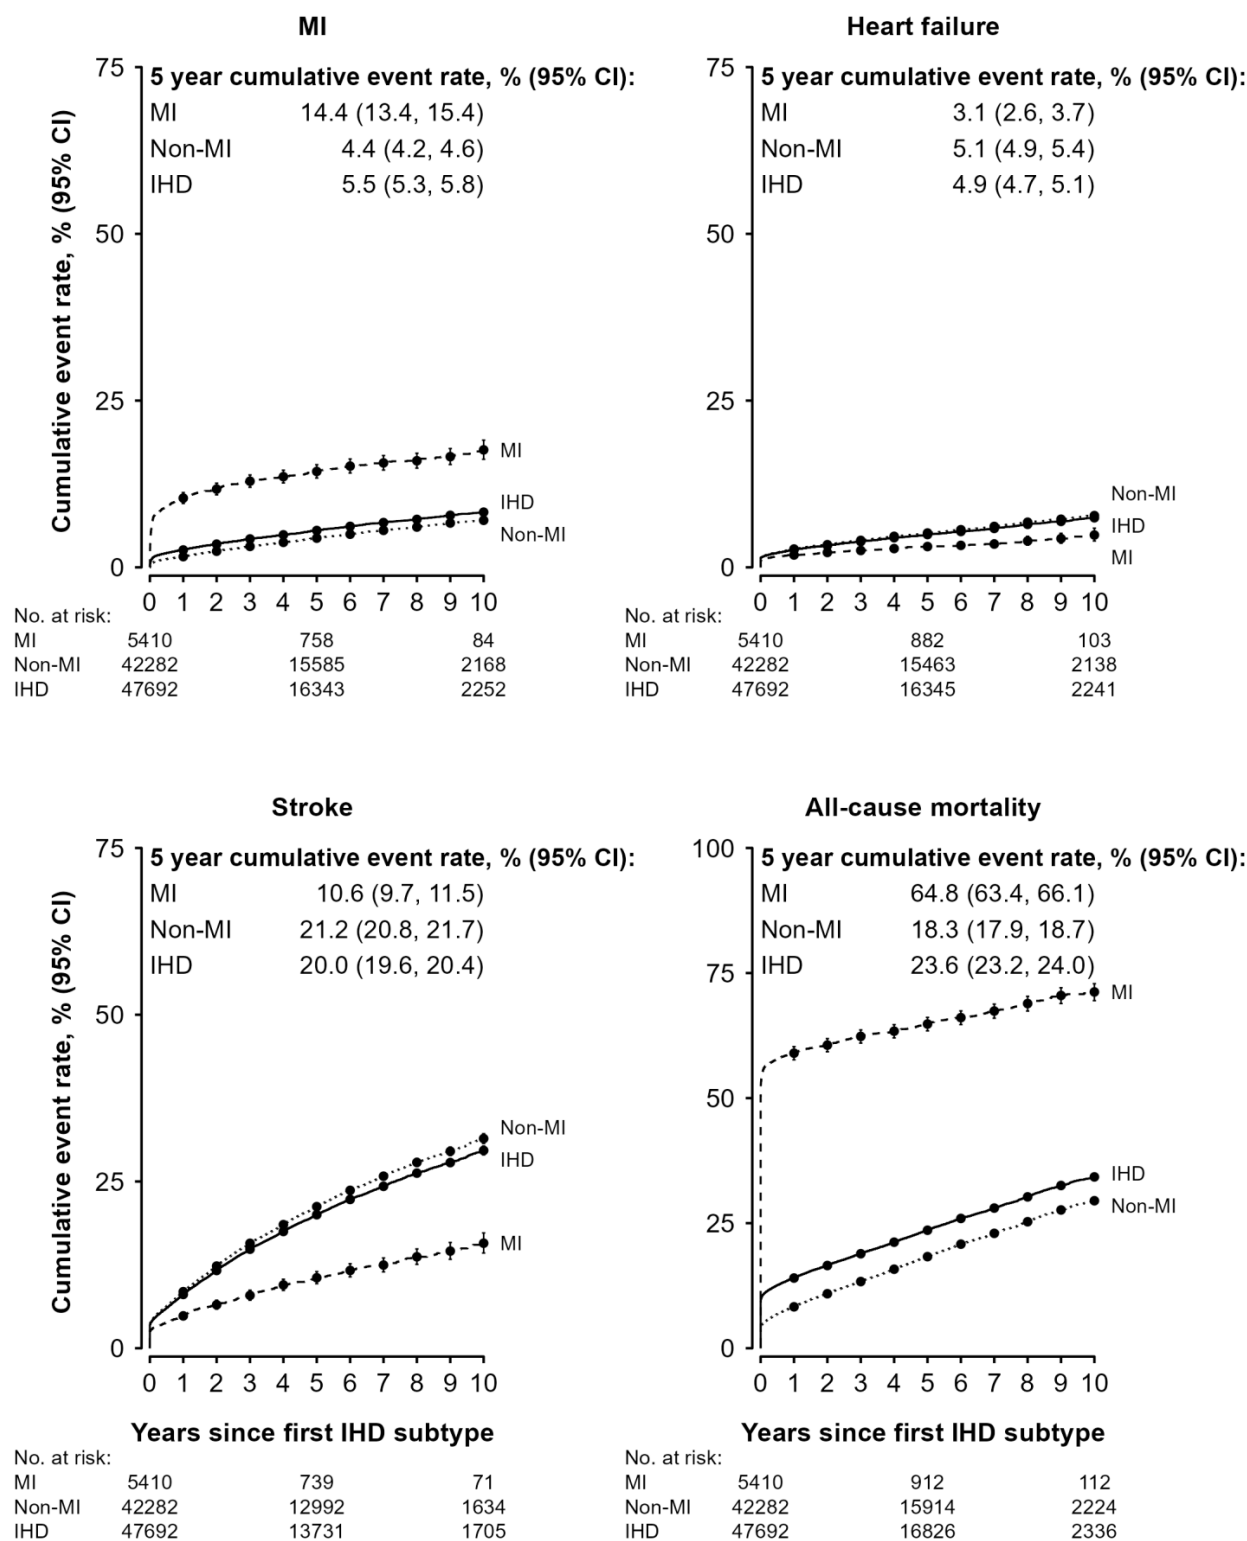 MI
Cumulative event rate, % (95% CI)
75
50
25
0
5 year cumulative event rate, % (95% CI):
MI 14.4 (13.4, 15.4)
Non-MI 4.4 (4.2, 4.6)
IHD 5.5 (5.3, 5.8)
MI
IHD
Non-MI
0 1 2 3 4 5 6 7 8 9 10
No. at risk:
MI 5410 758 84
Non-MI 42282 15585 2168
IHD 47692 16343 2252
Heart failure
75
50
25
0
5 year cumulative event rate, % (95% CI):
MI 3.1 (2.6, 3.7)
Non-MI 5.1 (4.9, 5.4)
IHD 4.9 (4.7, 5.1)
Non-MI
IHD
MI
0 1 2 3 4 5 6 7 8 9 10
No. at risk:
MI 5410 882 103
Non-MI 42282 15463 2138
IHD 47692 16345 2241
Stroke
Cumulative event rate, % (95% CI)
75
50
25
0
5 year cumulative event rate, % (95% CI):
MI 10.6 (9.7, 11.5)
Non-MI 21.2 (20.8, 21.7)
IHD 20.0 (19.6, 20.4)
Non-MI
IHD
MI
0 1 2 3 4 5 6 7 8 9 10
Years since first IHD subtype
No. at risk:
MI 5410 739 71
Non-MI 42282 12992 1634
IHD 47692 13731 1705
All-cause mortality
100
75
50
25
0
5 year cumulative event rate, % (95% CI):
MI 64.8 (63.4, 66.1)
Non-MI 18.3 (17.9, 18.7)
IHD 23.6 (23.2, 24.0)
MI
IHD
Non-MI
0 1 2 3 4 5 6 7 8 9 10
Years since first IHD subtype
No. at risk:
MI 5410 912 112
Non-MI 42282 15914 2224
IHD 47692 16826 2336